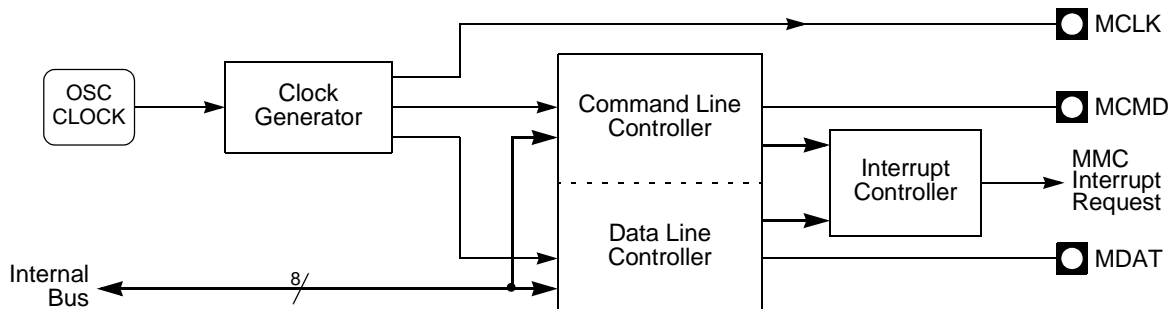 MCLK
OSC
CLOCK
Clock
Generator
Command Line
Controller
MCMD
Interrupt
Controller
MMC
Interrupt
Request
Data Line
Controller
MDAT
Internal
Bus
8